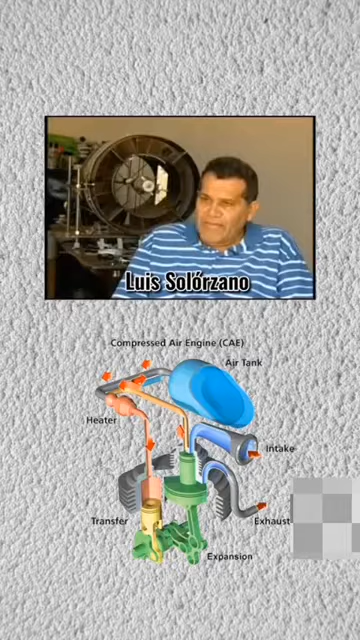 Luis Solórzano
Compressed Air Engine (CAE)
Air Tank
Heater
Intake
Transfer
Exhaust
Expansion